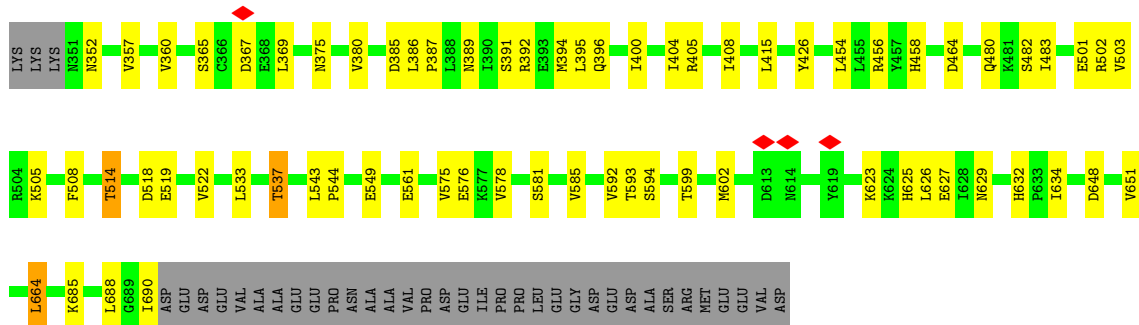 LYS LYS LYS N351 N352 V357 V360 S365 C366 D367 E368 L369 N375 V380 D385 L386 P387 L388 N389 I390 S391 R392 E393 M394 L395 Q396 I400 I404 R405 I408 L415 Y426 L454 L455 R456 Y457 H458 D464 Q480 K481 S482 I483 E501 R502 V503
R504 K505 F508 T514 D518 E519 V522 L533 T537 L543 P544 E549 E561 V575 E576 K577 V578 S581 V585 V592 T593 S594 T599 M602 D613 N614 Y619 K623 K624 H625 L626 E627 I628 N629 H632 P633 I634 D648 V651
L664 K685 L688 G689 I690 ASP GLU ASP GLU VAL ALA ALA GLU GLU PRO ASN ALA ALA VAL PRO ASP GLU ILE PRO PRO LEU GLU GLY ASP GLU ASP ALA SER ARG MET GLU GLU VAL ASP